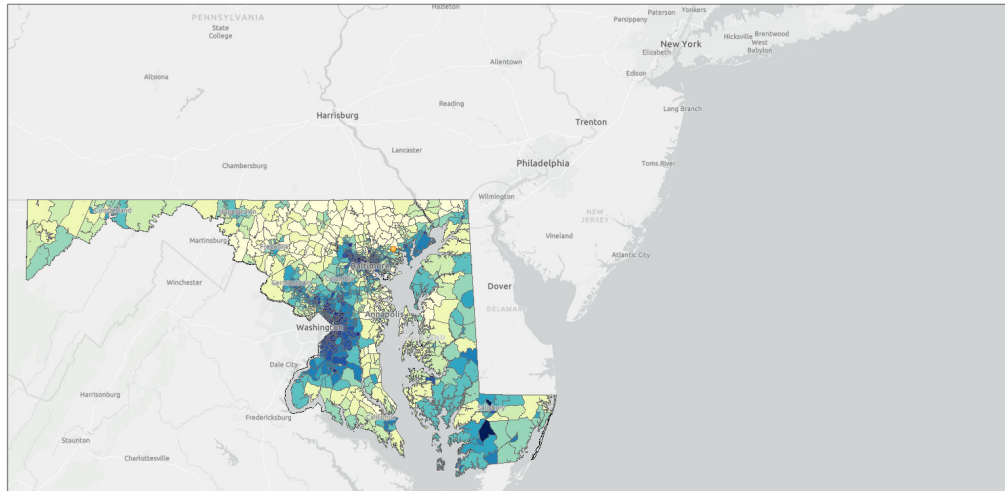 Hazleton
Paterson
Yonkers
Parsippany
PENNSYLVANIA
State
College
New York
Hicksville
Brentwood
West
Babylon
Elizabeth
Edison
Allentown
Altoona
Reading
Long Branch
Harrisburg
Trenton
Lancaster
Philadelphia
Toms River
Chambersburg
Wilmington
NEW
JERSEY
Martinsburg
Vineland
Atlantic City
Baltimore
Winchester
Dover
DELAWARE
Annapolis
Washington
Dale City
Harrisonburg
Fredericksburg
Salisbury
Staunton
Charlottesville